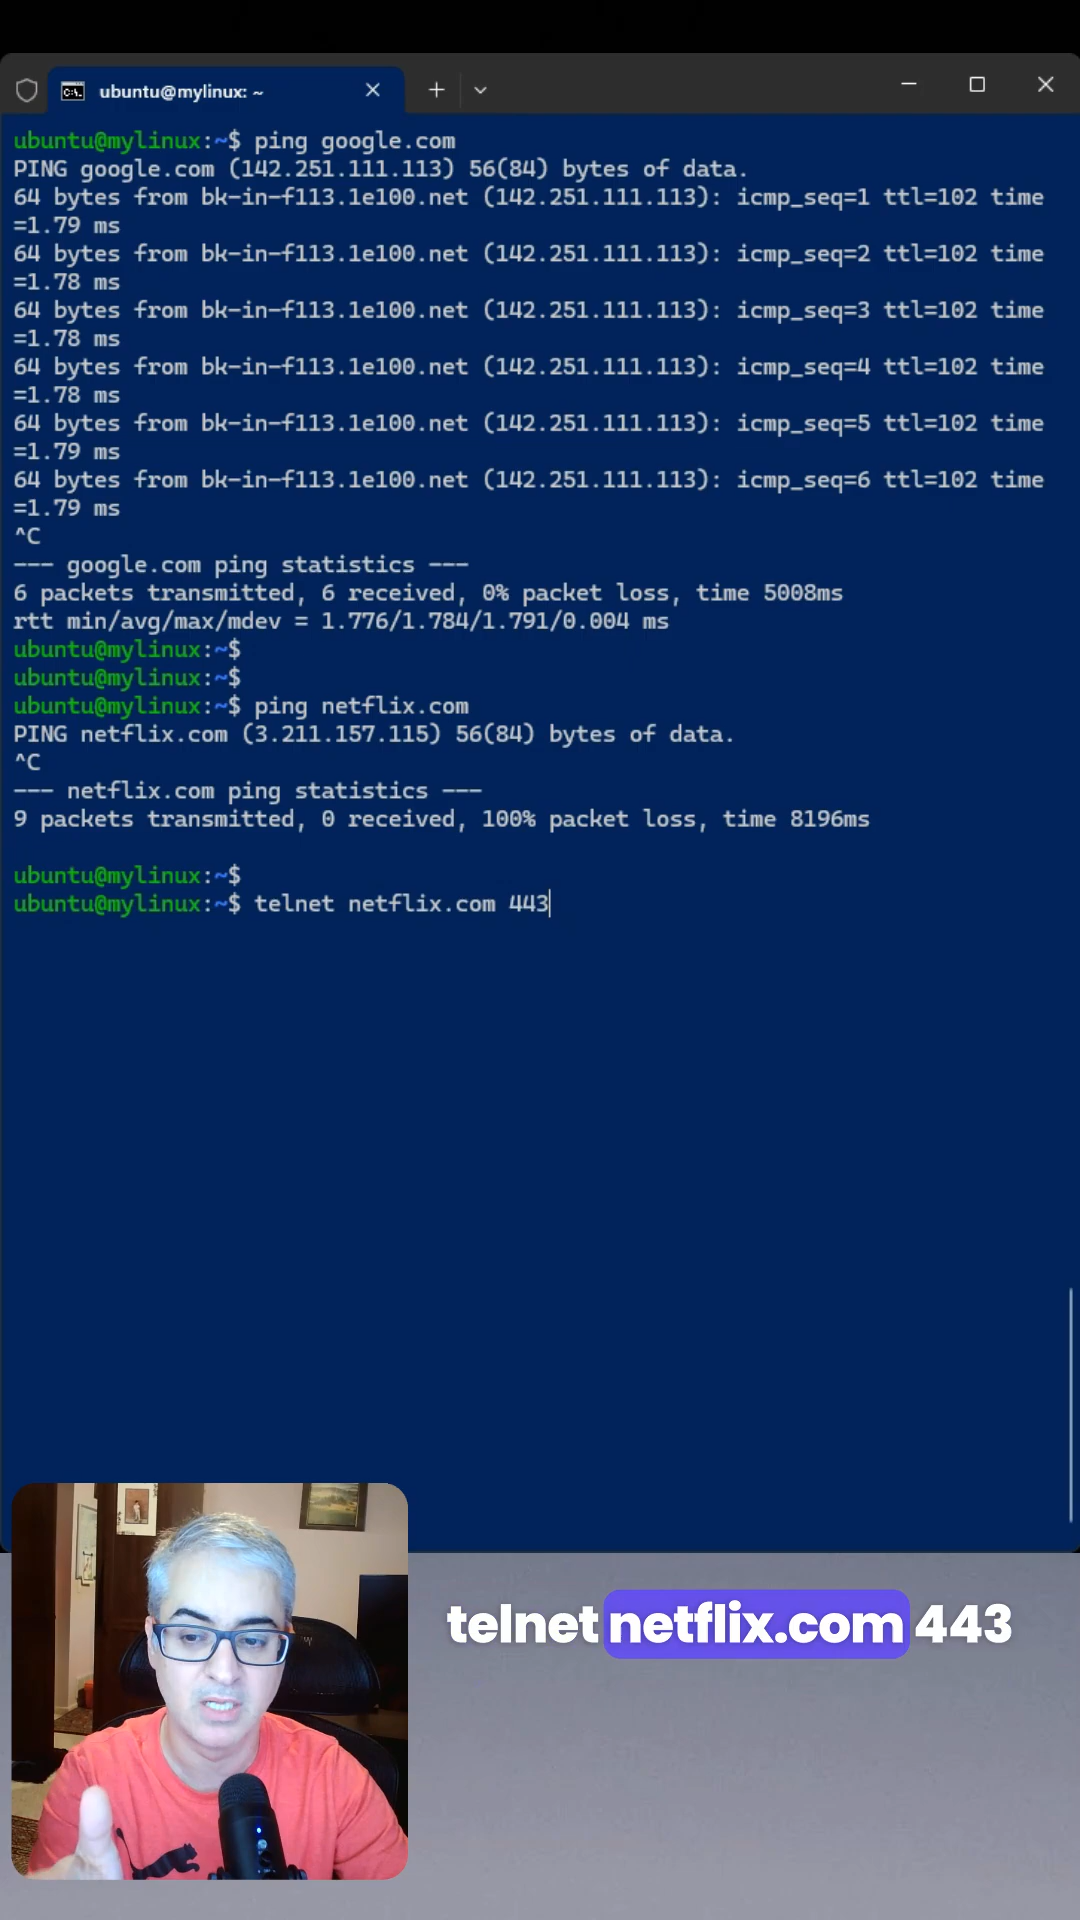 ubuntu@mylinux: ~
ubuntu@mylinux:~$ ping google.com
PING google.com (142.251.111.113) 56(84) bytes of data.
64 bytes from bk-in-f113.1e100.net (142.251.111.113): icmp_seq=1 ttl=102 time
=1.79 ms
64 bytes from bk-in-f113.1e100.net (142.251.111.113): icmp_seq=2 ttl=102 time
=1.78 ms
64 bytes from bk-in-f113.1e100.net (142.251.111.113): icmp_seq=3 ttl=102 time
=1.78 ms
64 bytes from bk-in-f113.1e100.net (142.251.111.113): icmp_seq=4 ttl=102 time
=1.78 ms
64 bytes from bk-in-f113.1e100.net (142.251.111.113): icmp_seq=5 ttl=102 time
=1.79 ms
64 bytes from bk-in-f113.1e100.net (142.251.111.113): icmp_seq=6 ttl=102 time
=1.79 ms
^C
--- google.com ping statistics ---
6 packets transmitted, 6 received, 0% packet loss, time 5008ms
rtt min/avg/max/mdev = 1.776/1.784/1.791/0.004 ms
ubuntu@mylinux:~$
ubuntu@mylinux:~$
ubuntu@mylinux:~$ ping netflix.com
PING netflix.com (3.211.157.115) 56(84) bytes of data.
^C
--- netflix.com ping statistics ---
9 packets transmitted, 0 received, 100% packet loss, time 8196ms
ubuntu@mylinux:~$
ubuntu@mylinux:~$ telnet netflix.com 443
telnet netflix.com 443